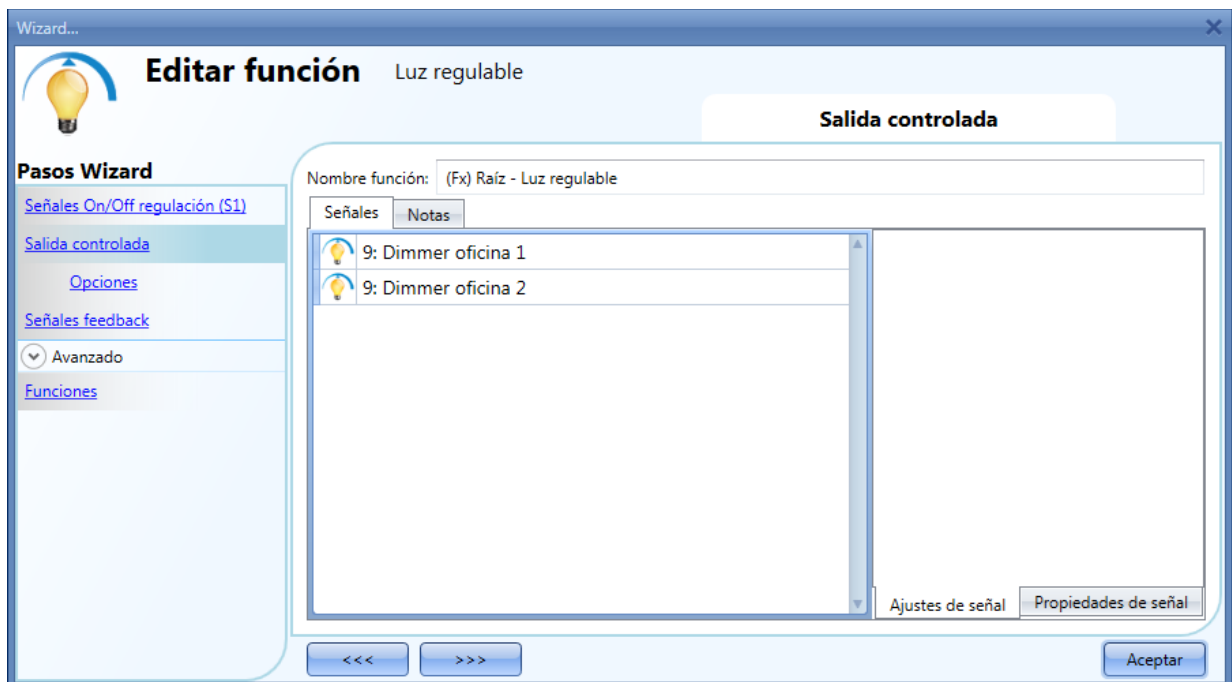 Wizard...
Editar función Luz regulable
Salida controlada
Pasos Wizard
Señales On/Off regulación (S1)
Salida controlada
Opciones
Señales feedback
Avanzado
Funciones
Nombre función: (Fx) Raíz - Luz regulable
Señales Notas
9: Dimmer oficina 1
9: Dimmer oficina 2
Ajustes de señal Propiedades de señal
<<< >>> Aceptar